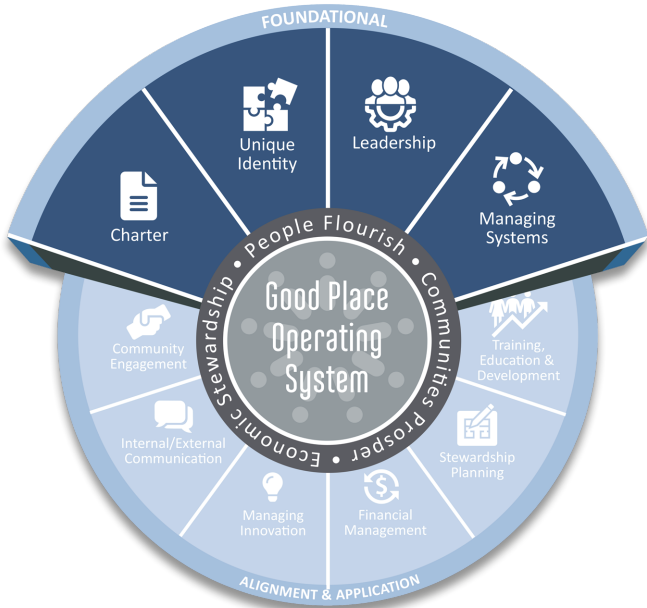 FOUNDATIONAL
Unique
Identity
Leadership
Charter
Managing
Systems
People Flourish • Communities Prosper • Economic Stewardship •
Good Place
Operating
System
Community
Engagement
Training,
Education &
Development
Internal/External
Communication
Stewardship
Planning
Managing
Innovation
$
Financial
Management
ALIGNMENT & APPLICATION